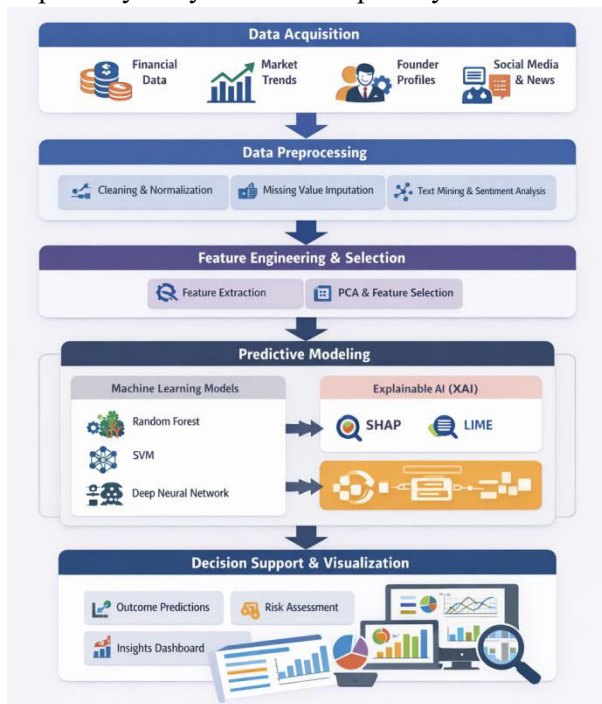 Data Acquisition
Financial
Data
Market
Trends
Founder
Profiles
Social Media
& News
Data Preprocessing
Cleaning & Normalization
Missing Value Imputation
Text Mining & Sentiment Analysis
Feature Engineering & Selection
Feature Extraction
PCA & Feature Selection
Predictive Modeling
Machine Learning Models
Explainable AI (XAI)
Random Forest
SHAP
LIME
SVM
Deep Neural Network
Decision Support & Visualization
Outcome Predictions
Risk Assessment
Insights Dashboard